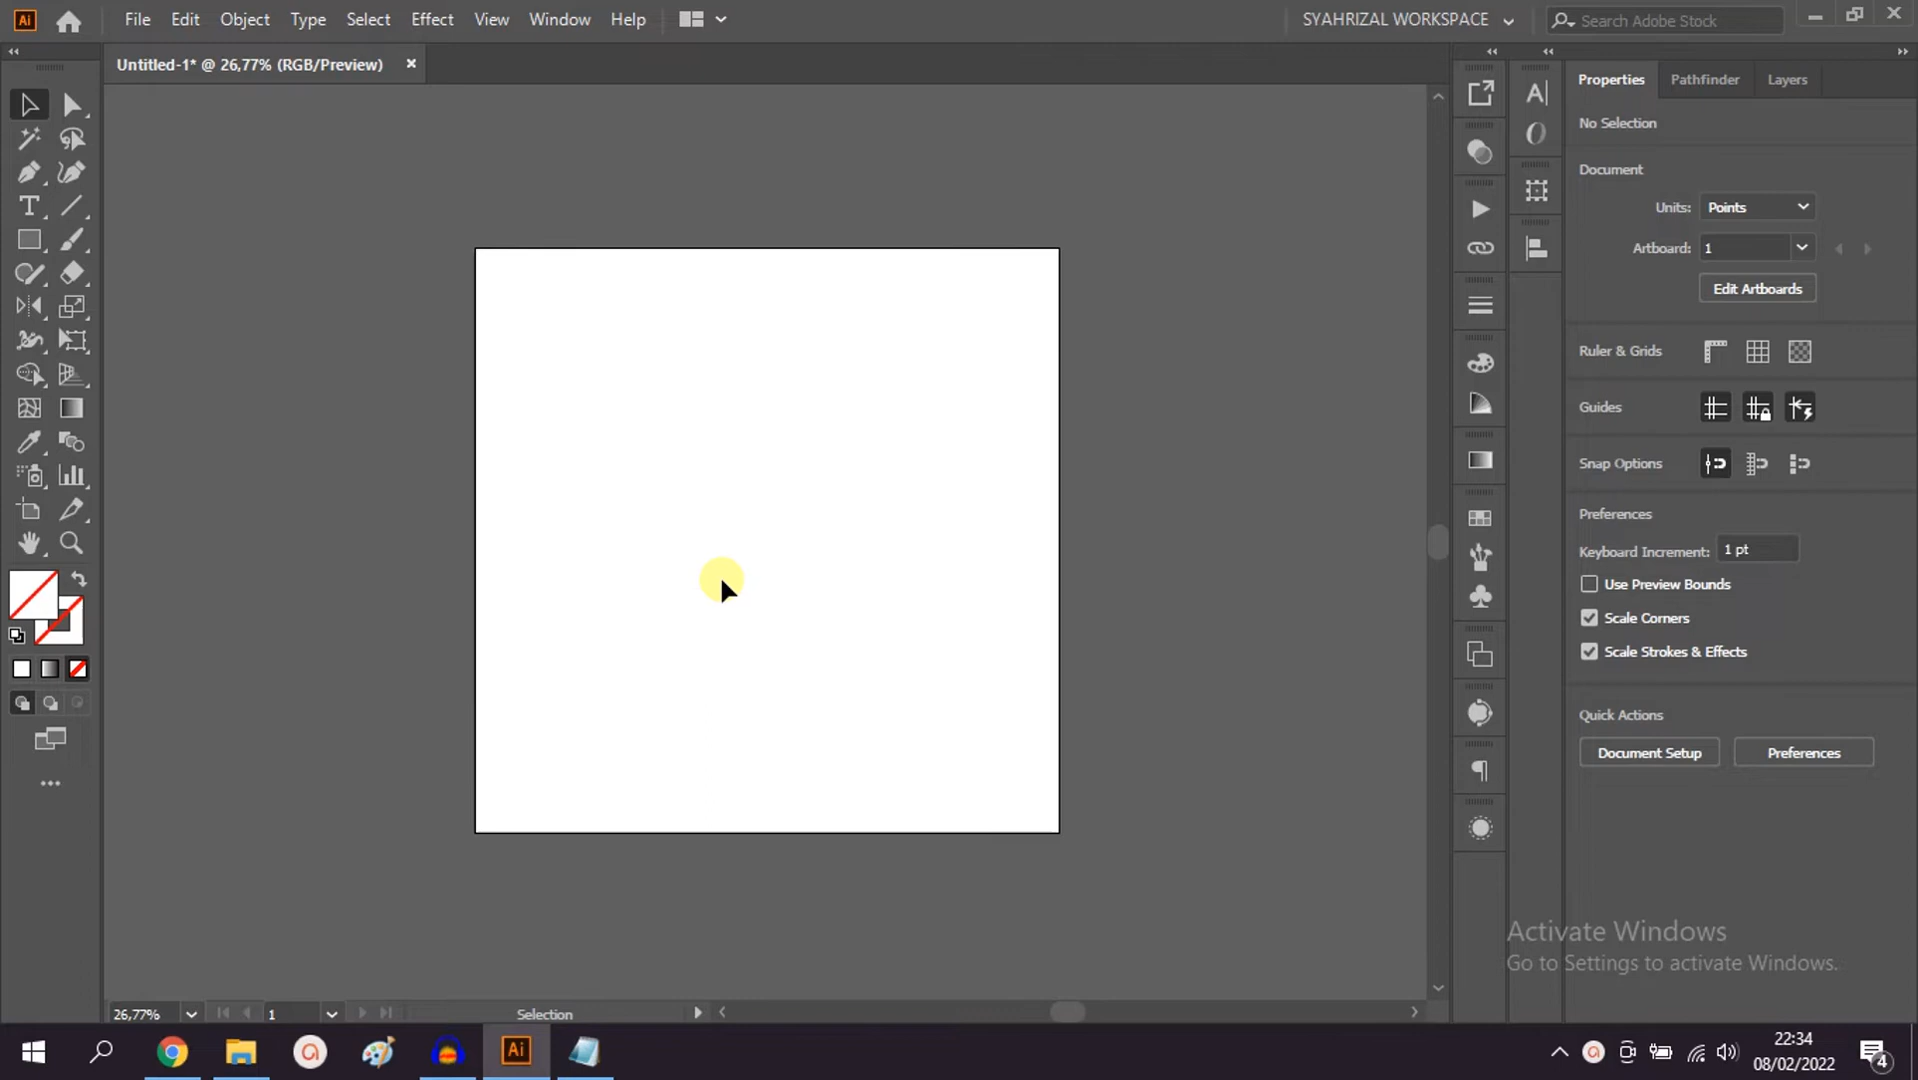 Ai File Edit Object Type Select Effect View Window Help SYAHRIZAL WORKSPACE Search Adobe Stock
Untitled-1* @ 26,77% (RGB/Preview)
Properties Pathfinder Layers
No Selection
Document
Units: Points
Artboard: 1
Edit Artboards
Ruler & Grids
Guides
Snap Options
Preferences
Keyboard Increment: 1 pt
Use Preview Bounds
Scale Corners
Scale Strokes & Effects
Quick Actions
Document Setup Preferences
Activate Windows
Go to Settings to activate Windows.
26,77% 1 Selection
Ai 22:34
08/02/2022 4